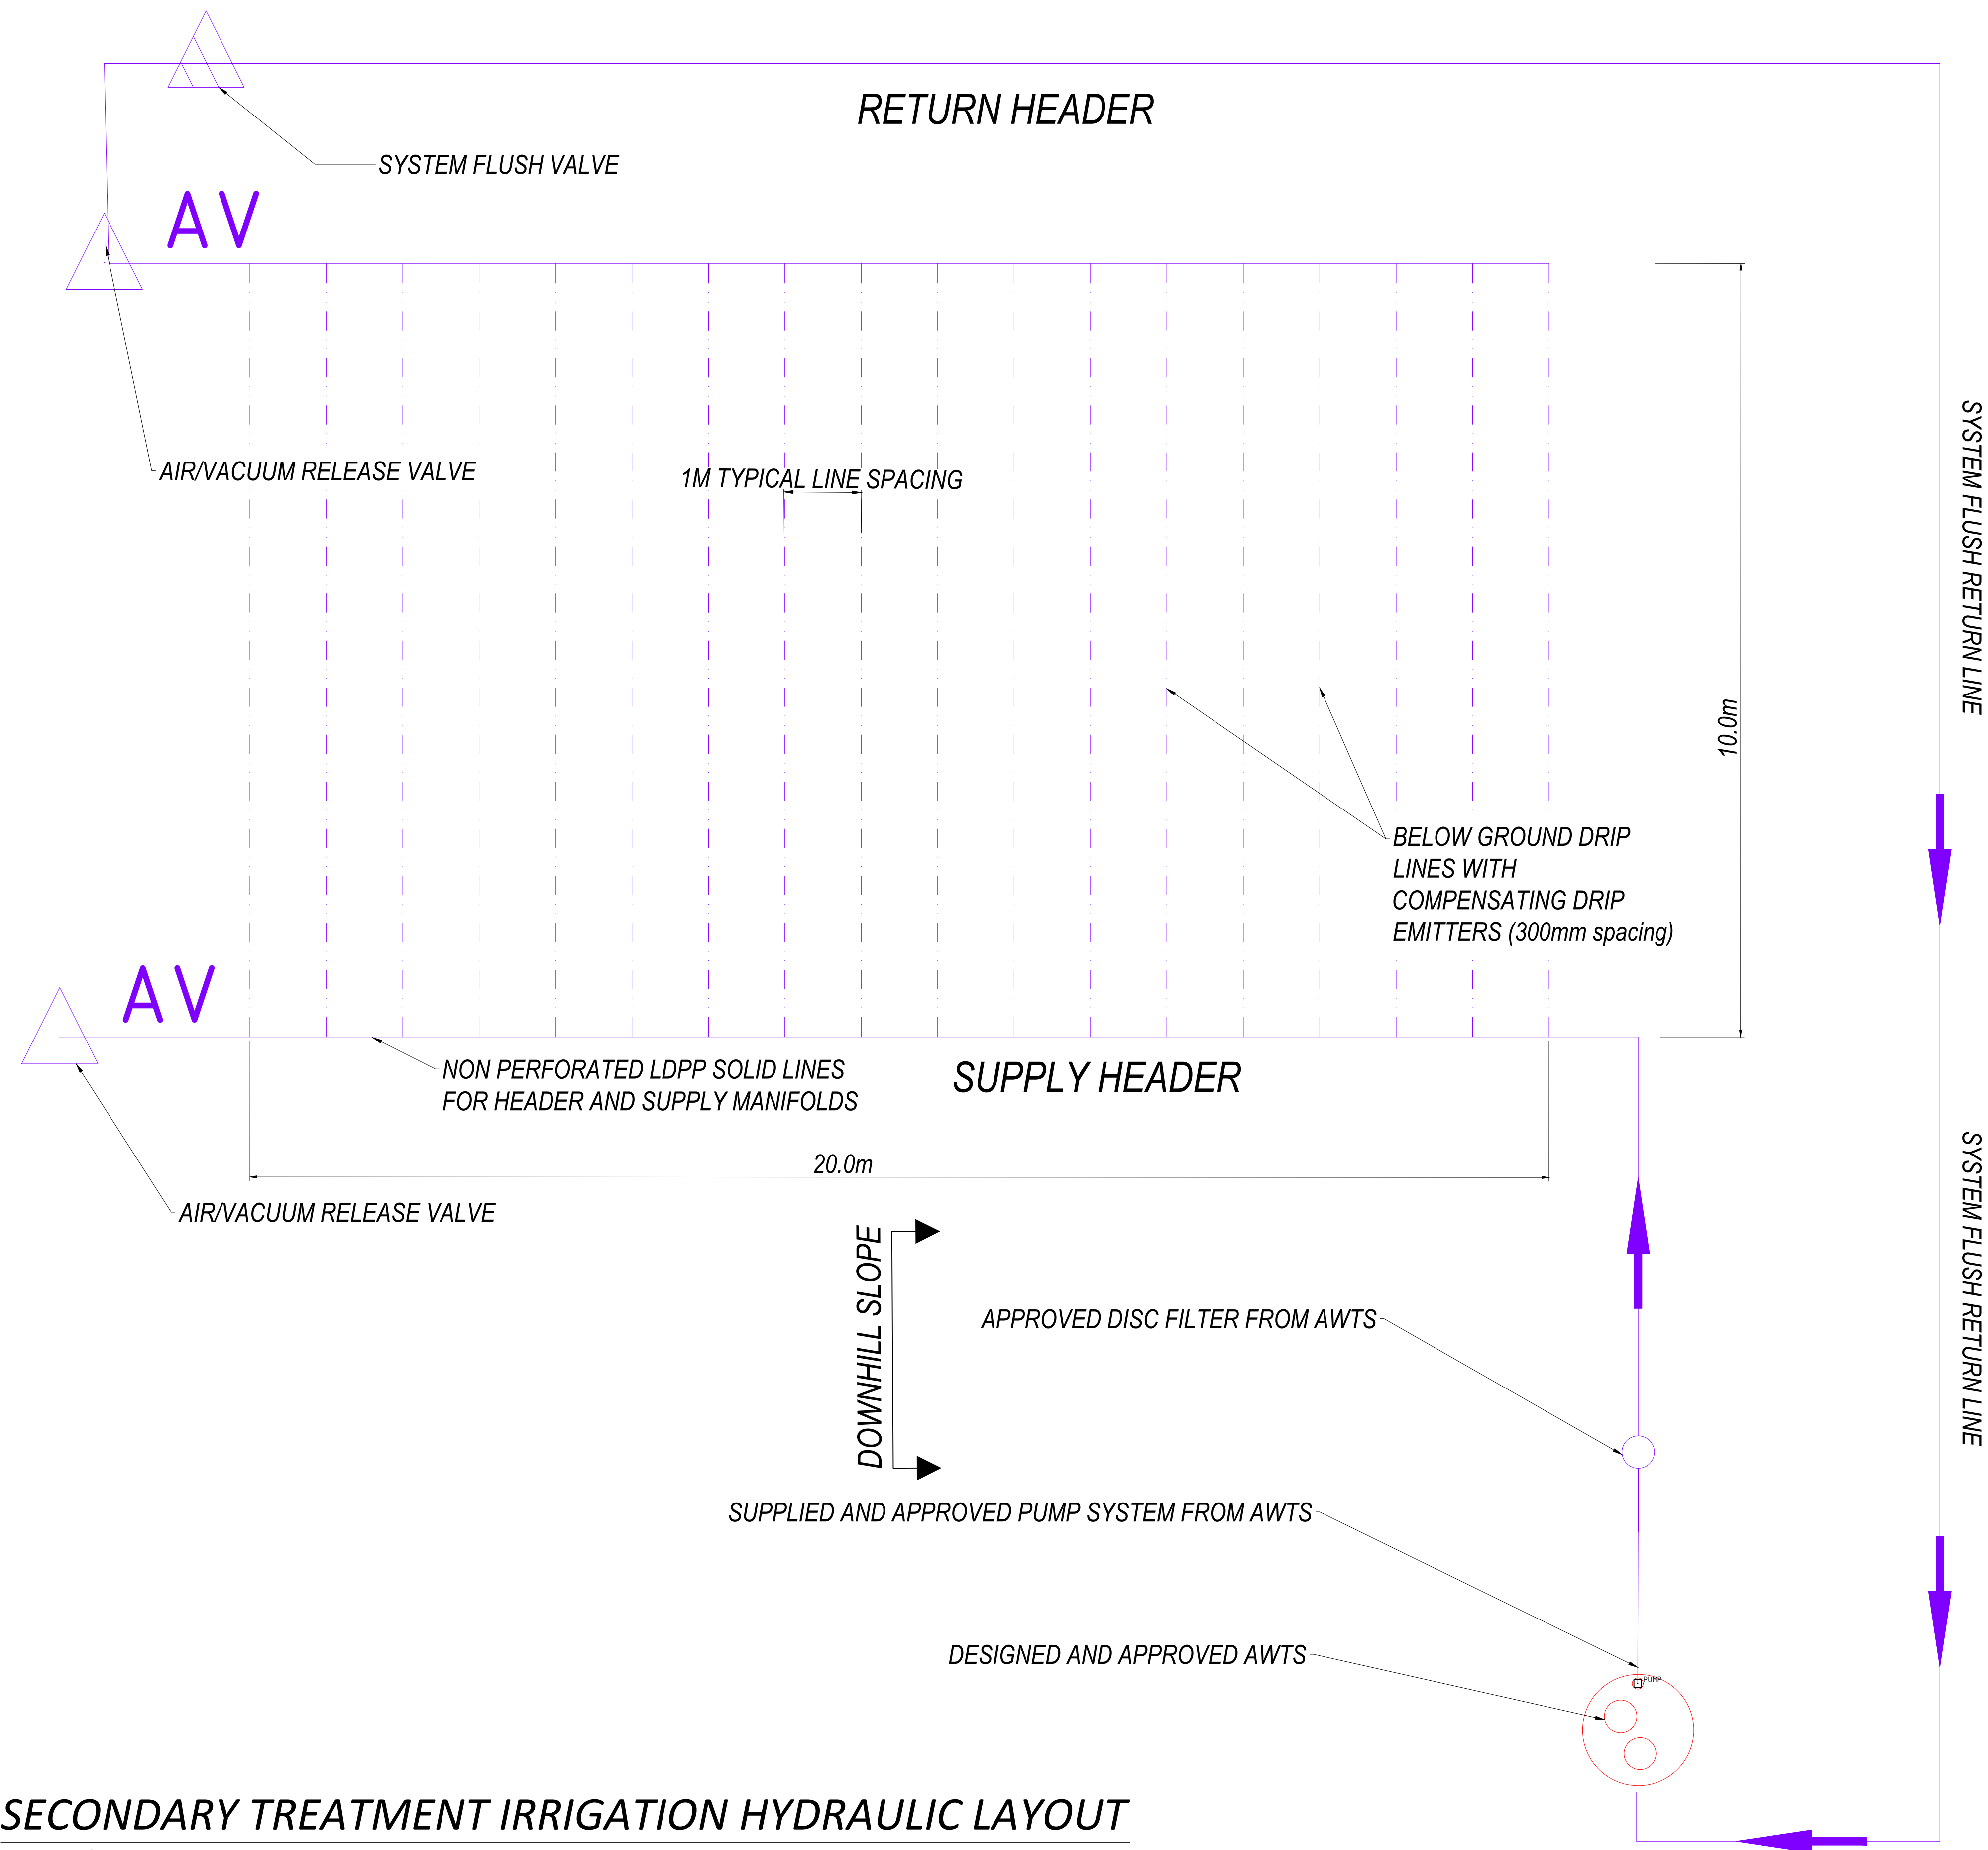 RETURN HEADER
SYSTEM FLUSH VALVE
AV
AIR/VACUUM RELEASE VALVE
1M TYPICAL LINE SPACING
SYSTEM FLUSH RETURN LINE
10.0m
BELOW GROUND DRIP
LINES WITH
COMPENSATING DRIP
EMITTERS (300mm spacing)
AV
NON PERFORATED LDPP SOLID LINES
FOR HEADER AND SUPPLY MANIFOLDS
SUPPLY HEADER
20.0m
AIR/VACUUM RELEASE VALVE
SYSTEM FLUSH RETURN LINE
DOWNHILL SLOPE
APPROVED DISC FILTER FROM AWTS
SUPPLIED AND APPROVED PUMP SYSTEM FROM AWTS
DESIGNED AND APPROVED AWTS
PUMP
SECONDARY TREATMENT IRRIGATION HYDRAULIC LAYOUT